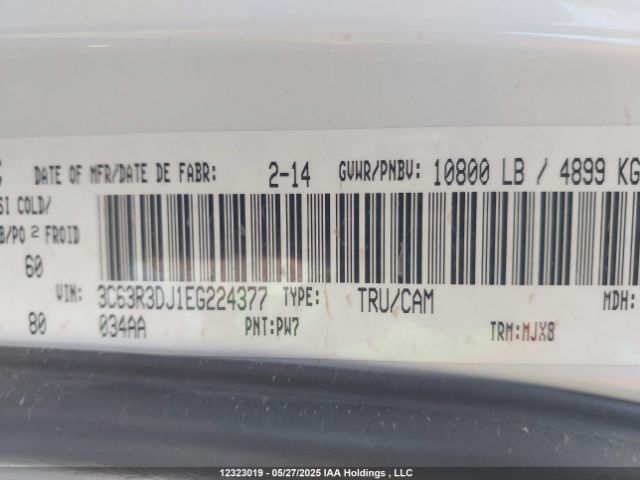 DATE OF MFR/DATE DE FABR: 2-14 GVWR/PNBV: 10800 LB / 4899 KG
SI COLD/
B/PO 2 FROID
60
VIN: 3C63R3DJ1EG224377 TYPE: TRU/CAM MDH:
80 034AA PNT:PW7 TRM:MJX8
12323019 - 05/27/2025 IAA Holdings , LLC